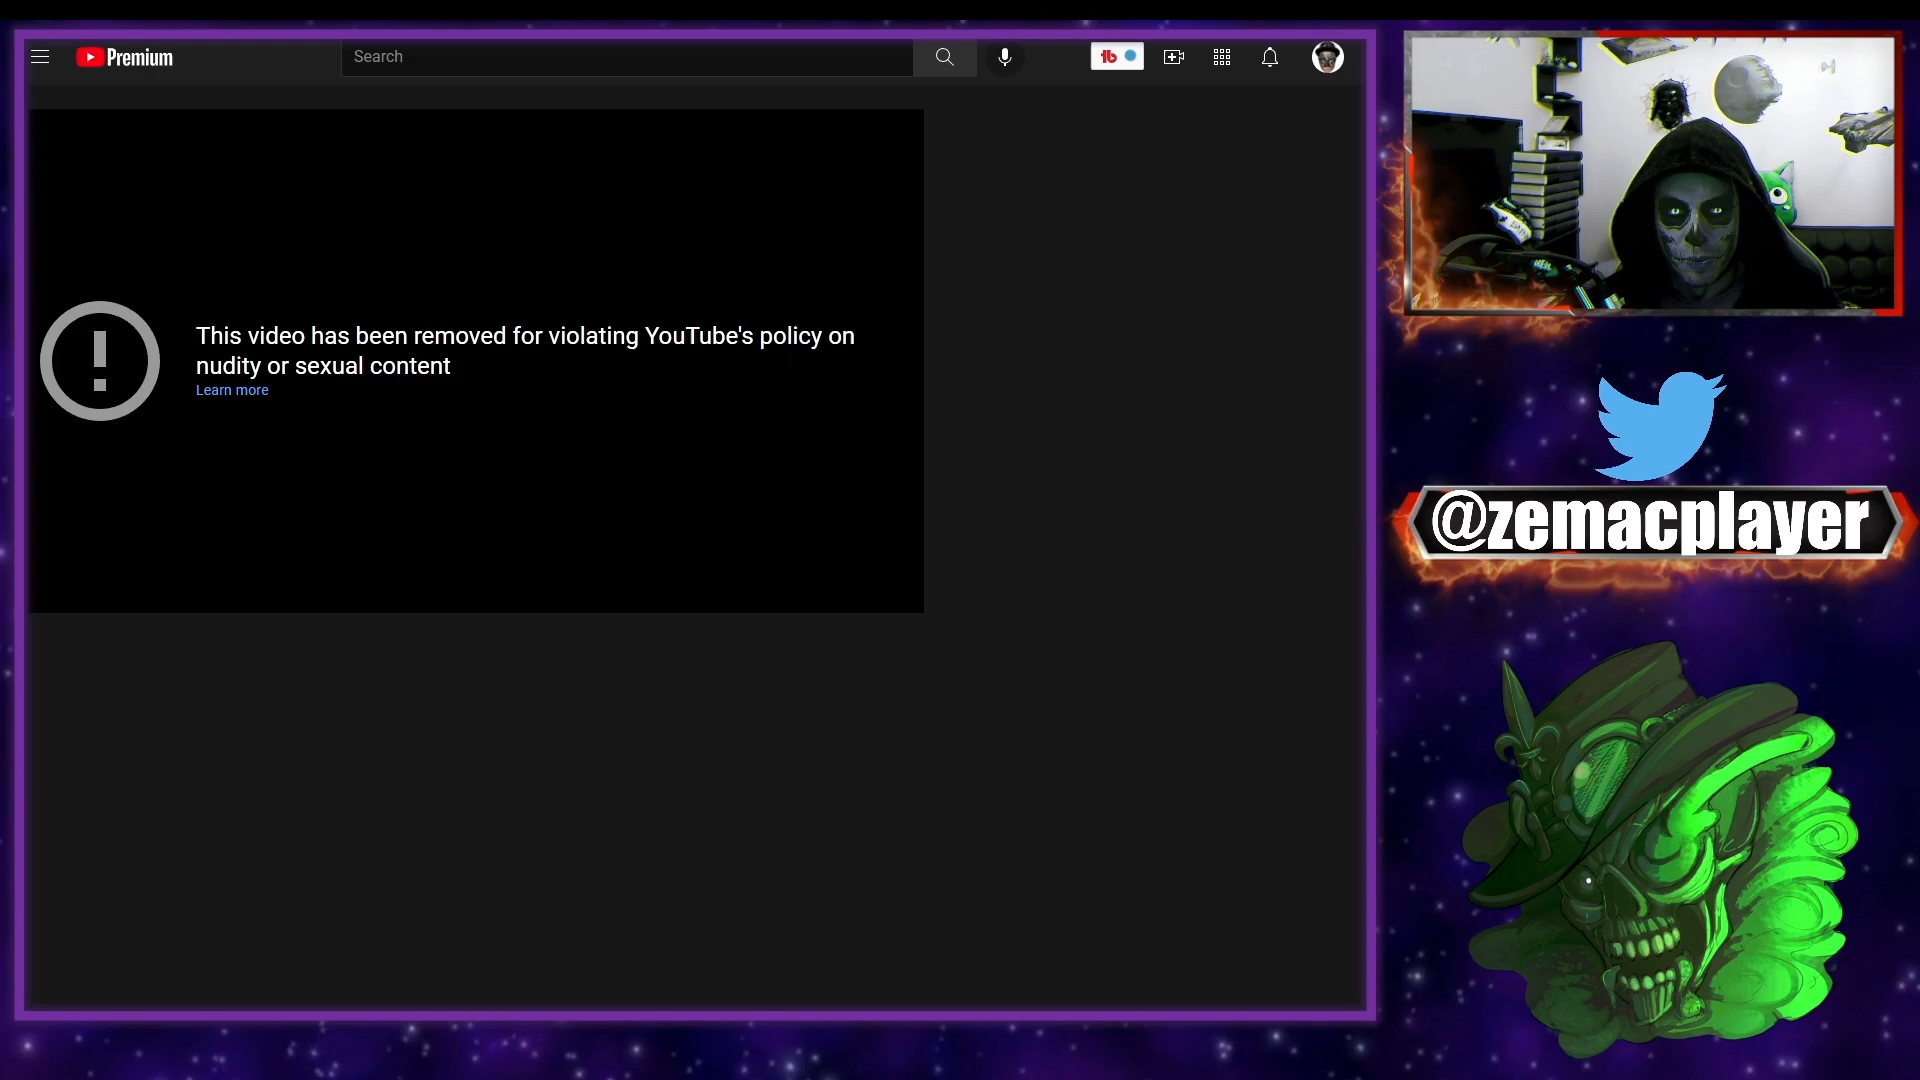 Premium
Search
tb
This video has been removed for violating YouTube's policy on
nudity or sexual content
Learn more
@zemacplayer